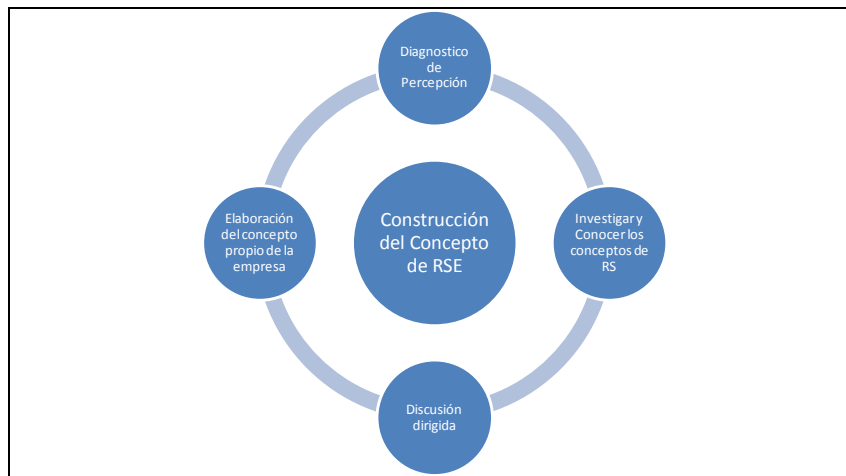 Diagnostico
de
Percepción
Elaboración
del concepto
propio de la
empresa
Construcción
del Concepto
de RSE
Investigar y
Conocer los
conceptos de
RS
Discusión
dirigida